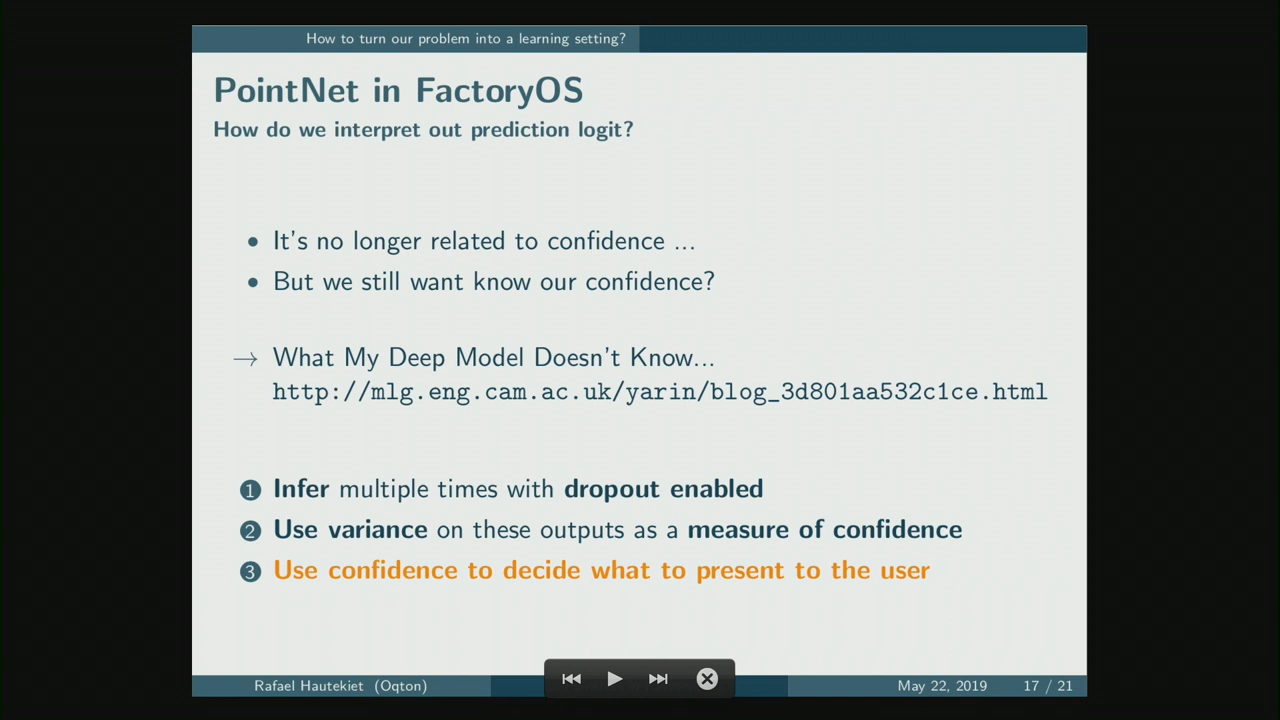 How to turn our problem into a learning setting?
PointNet in FactoryOS
How do we interpret out prediction logit?
• It's no longer related to confidence ...
• But we still want know our confidence?
→ What My Deep Model Doesn't Know...
http://mlg.eng.cam.ac.uk/yarin/blog_3d801aa532c1ce.html
1 Infer multiple times with dropout enabled
2 Use variance on these outputs as a measure of confidence
3 Use confidence to decide what to present to the user
Rafael Hautekiet (Oqton) May 22, 2019 17 / 21